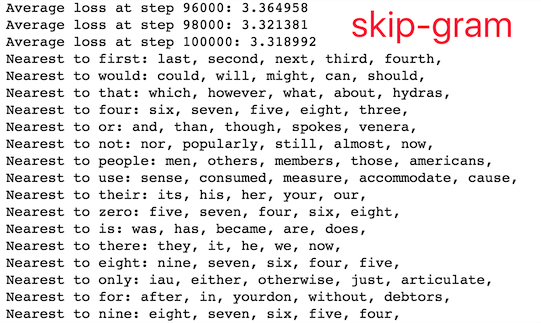 Average loss at step 96000: 3.364958
Average loss at step 98000: 3.321381
Average loss at step 100000: 3.318992
skip-gram
Nearest to first: last, second, next, third, fourth,
Nearest to would: could, will, might, can, should,
Nearest to that: which, however, what, about, hydras,
Nearest to four: six, seven, five, eight, three,
Nearest to or: and, than, though, spokes, venera,
Nearest to not: nor, popularly, still, almost, now,
Nearest to people: men, others, members, those, americans,
Nearest to use: sense, consumed, measure, accommodate, cause,
Nearest to their: its, his, her, your, our,
Nearest to zero: five, seven, four, six, eight,
Nearest to is: was, has, became, are, does,
Nearest to there: they, it, he, we, now,
Nearest to eight: nine, seven, six, four, five,
Nearest to only: iau, either, otherwise, just, articulate,
Nearest to for: after, in, yourdon, without, debtors,
Nearest to nine: eight, seven, six, five, four,